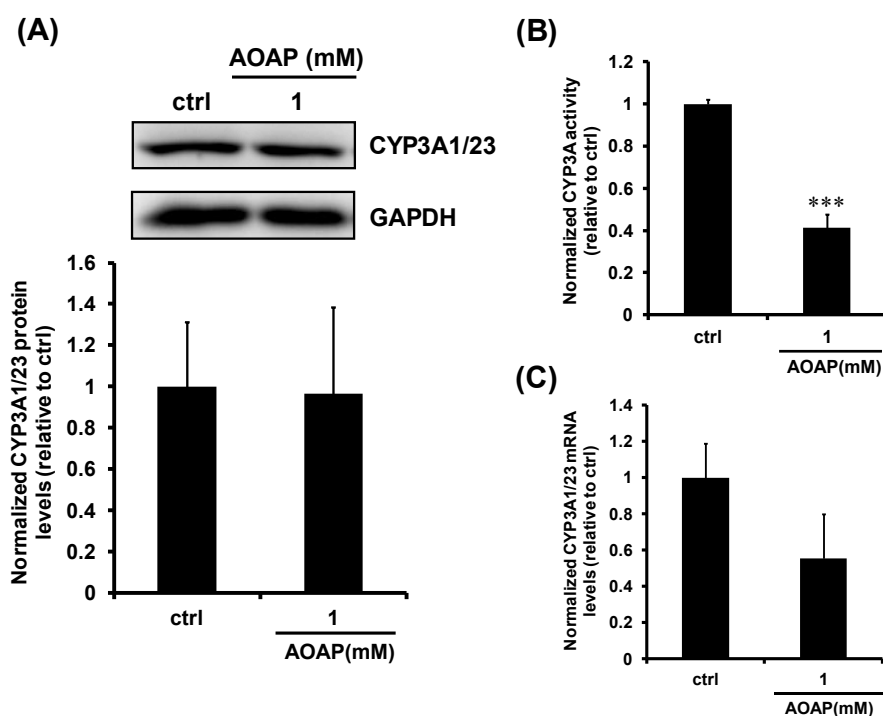 (A)
AOAP (mM)
ctrl
1
CYP3A1/23
GAPDH
Normalized CYP3A1/23 protein
levels (relative to ctrl)
1.6
1.4
1.2
1
0.8
0.6
0.4
0.2
0
ctrl
1
AOAP(mM)
(B)
Normalized CYP3A activity
(relative to ctrl)
1.2
1
0.8
0.6
0.4
0.2
0
***
ctrl
1
AOAP(mM)
(C)
Normalized CYP3A1/23 mRNA
levels (relative to ctrl)
1.4
1.2
1
0.8
0.6
0.4
0.2
0
ctrl
1
AOAP(mM)